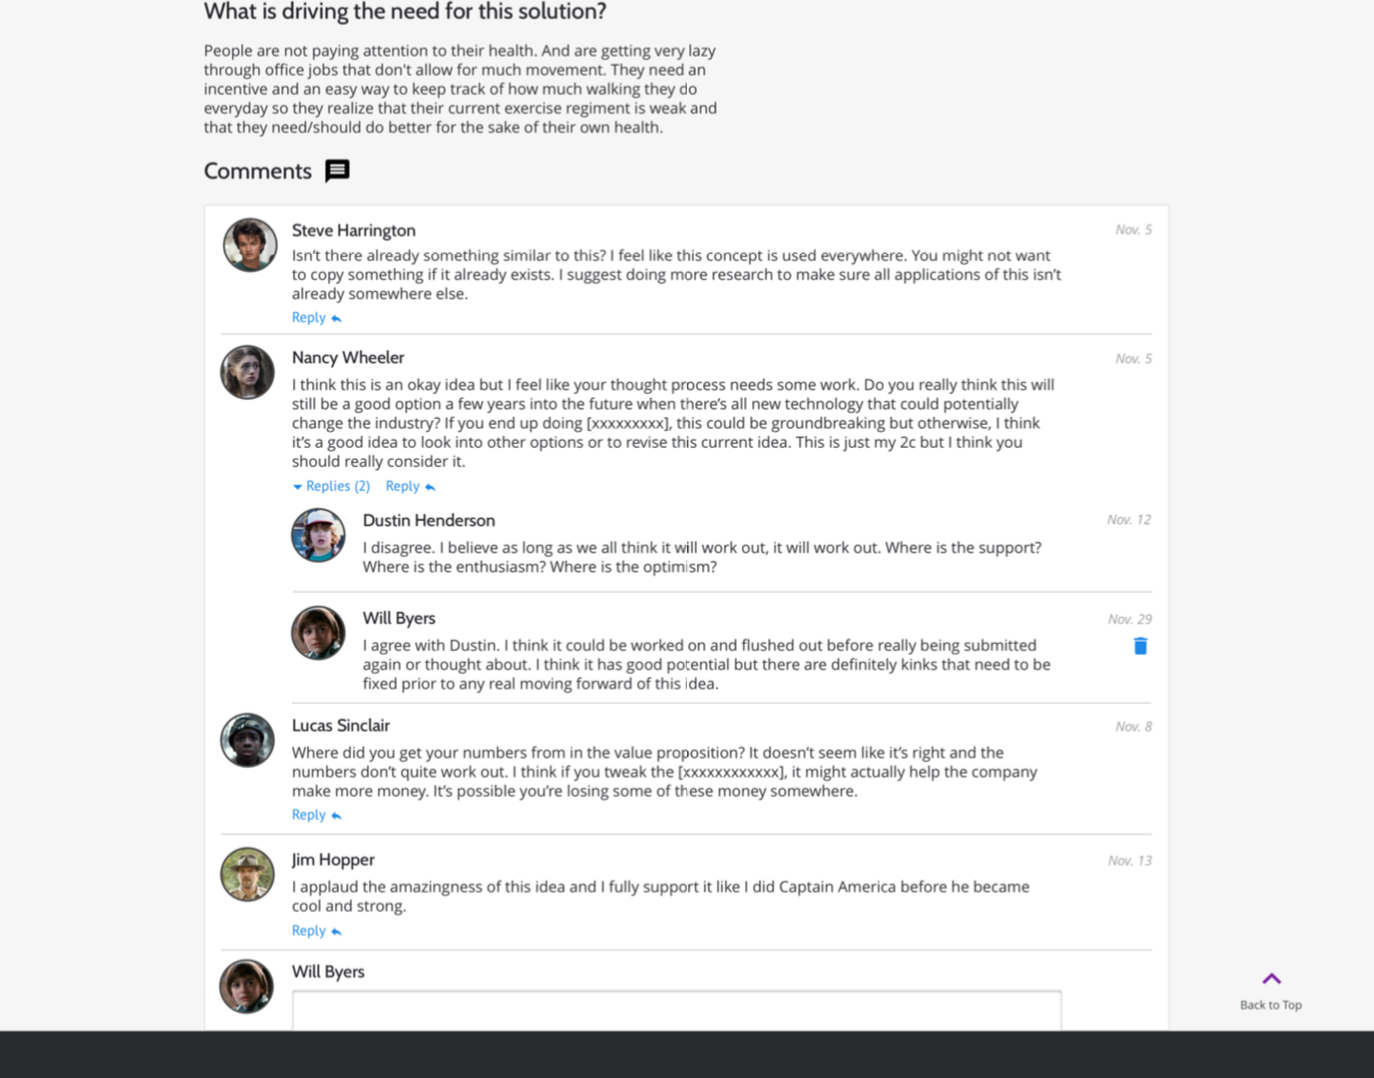 What is driving the need for this solution?
People are not paying attention to their health. And are getting very lazy
through office jobs that don't allow for much movement. They need an
incentive and an easy way to keep track of how much walking they do
everyday so they realize that their current exercise regiment is weak and
that they need/should do better for the sake of their own health.
Comments
Steve Harrington
Nov. 5
Isn’t there already something similar to this? I feel like this concept is used everywhere. You might not want
to copy something if it already exists. I suggest doing more research to make sure all applications of this isn’t
already somewhere else.
Reply
Nancy Wheeler
Nov. 5
I think this is an okay idea but I feel like your thought process needs some work. Do you really think this will
still be a good option a few years into the future when there’s all new technology that could potentially
change the industry? If you end up doing [xxxxxxxxx], this could be groundbreaking but otherwise, I think
it’s a good idea to look into other options or to revise this current idea. This is just my 2c but I think you
should really consider it.
Replies (2) Reply
Dustin Henderson
Nov. 12
I disagree. I believe as long as we all think it will work out, it will work out. Where is the support?
Where is the enthusiasm? Where is the optimism?
Will Byers
Nov. 29
I agree with Dustin. I think it could be worked on and flushed out before really being submitted
again or thought about. I think it has good potential but there are definitely kinks that need to be
fixed prior to any real moving forward of this idea.
Lucas Sinclair
Nov. 8
Where did you get your numbers from in the value proposition? It doesn’t seem like it’s right and the
numbers don’t quite work out. I think if you tweak the [xxxxxxxxxxxx], it might actually help the company
make more money. It’s possible you’re losing some of these money somewhere.
Reply
Jim Hopper
Nov. 13
I applaud the amazingness of this idea and I fully support it like I did Captain America before he became
cool and strong.
Reply
Will Byers
Back to Top